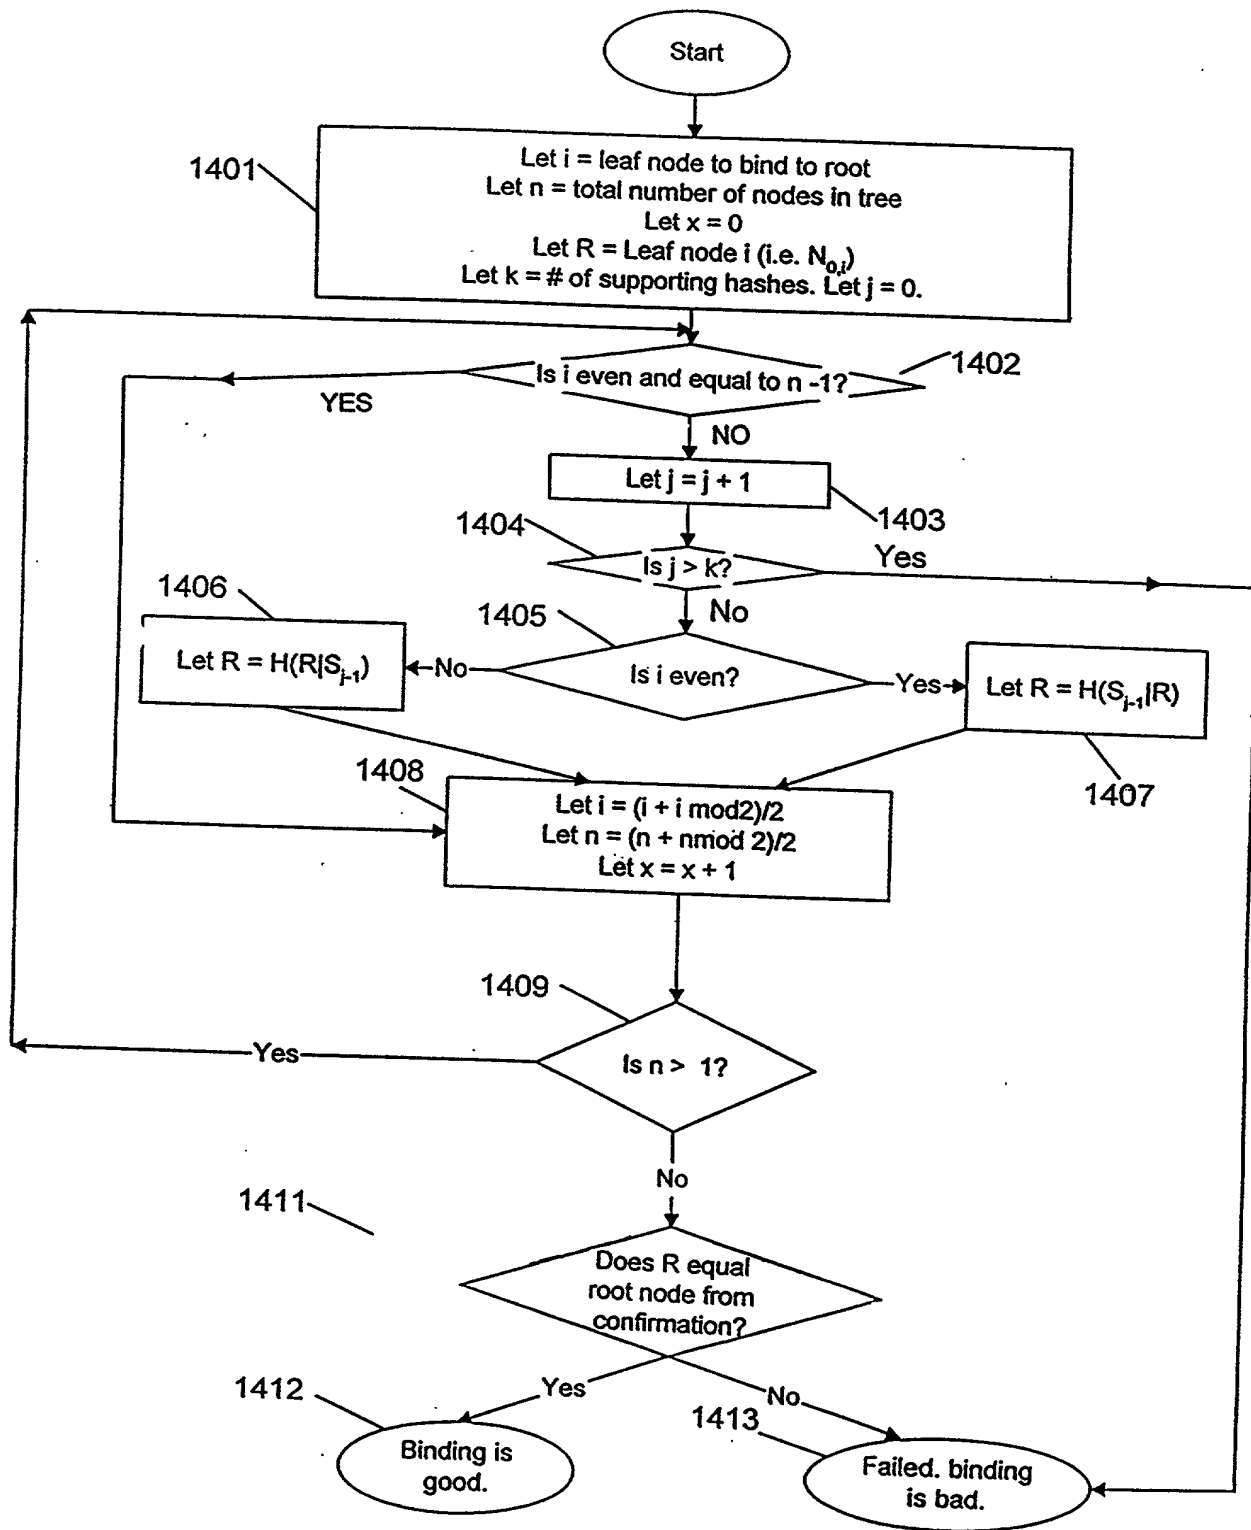 Start
1401
Let i = leaf node to bind to root
Let n = total number of nodes in tree
Let x = 0
Let R = Leaf node i (i.e. N0,i)
Let k = # of supporting hashes. Let j = 0.
1402
Is i even and equal to n -1?
YES
NO
Let j = j + 1
1403
1404
Is j > k?
Yes
No
1406
1405
Let R = H(R|Sj-1)
No
Is i even?
Yes
Let R = H(Sj-1|R)
1407
1408
Let i = (i + i mod2)/2
Let n = (n + nmod 2)/2
Let x = x + 1
1409
Is n > 1?
Yes
No
1411
Does R equal
root node from
confirmation?
Yes
No
1412
1413
Binding is
good.
Failed. binding
is bad.